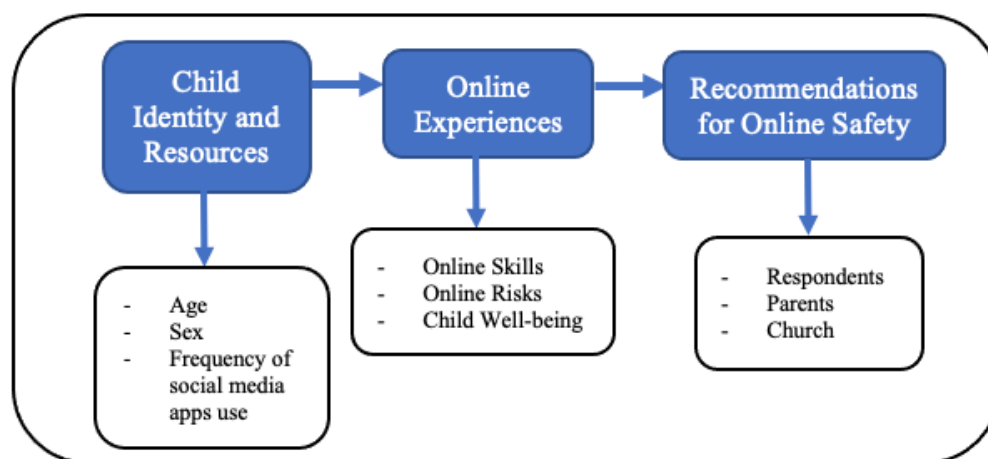 Child
Identity and
Resources
Online
Experiences
Recommendations
for Online Safety
- Age
- Sex
- Frequency of
social media
apps use
- Online Skills
- Online Risks
- Child Well-being
- Respondents
- Parents
- Church